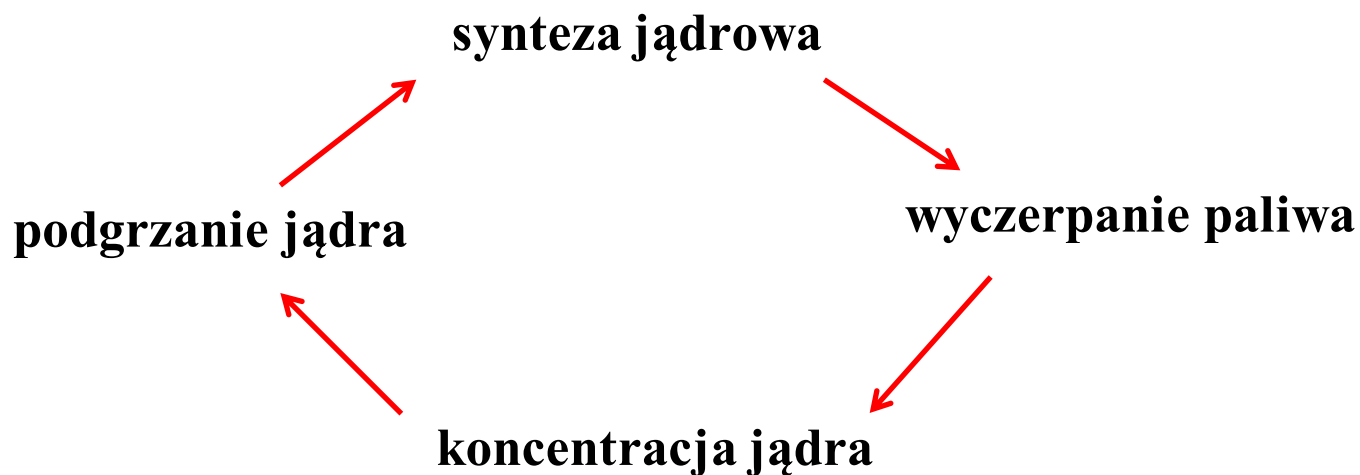 synteza jądrowa
wyczerpanie paliwa
podgrzanie jądra
koncentracja jądra